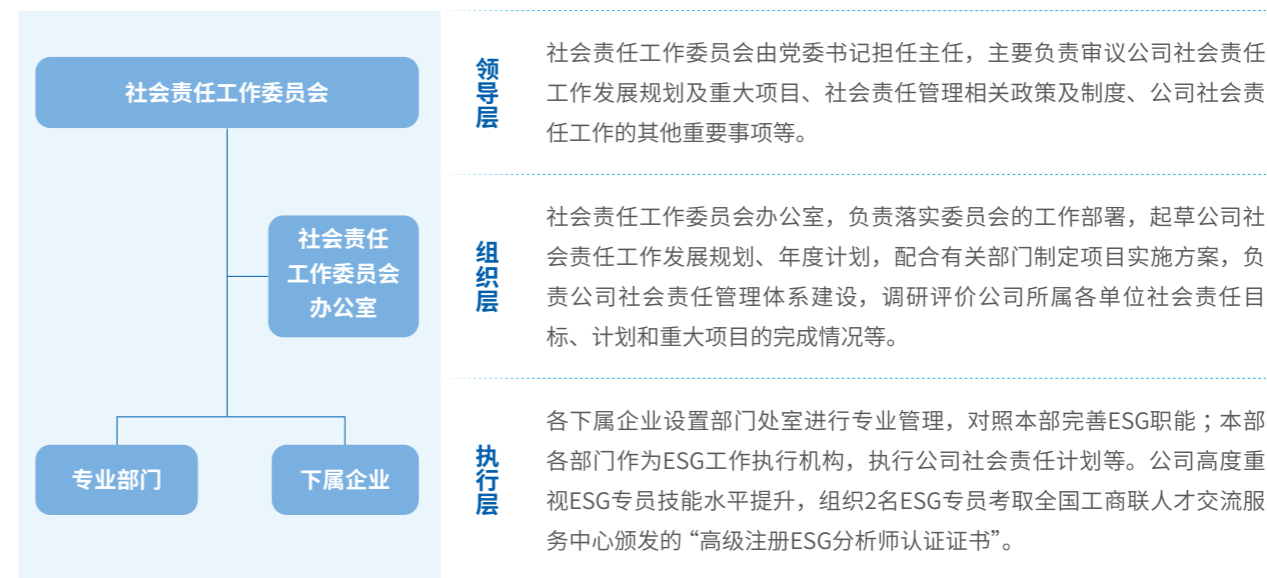 社会责任工作委员会
社会责任
工作委员会
办公室
专业部门
下属企业
领导层
社会责任工作委员会由党委书记担任主任，主要负责审议公司社会责任
工作发展规划及重大项目、社会责任管理相关政策及制度、公司社会责
任工作的其他重要事项等。
组织层
社会责任工作委员会办公室，负责落实委员会的工作部署，起草公司社
会责任工作发展规划、年度计划，配合有关部门制定项目实施方案，负
责公司社会责任管理体系建设，调研评价公司所属各单位社会责任目
标、计划和重大项目的完成情况等。
执行层
各下属企业设置部门处室进行专业管理，对照本部完善ESG职能；本部
各部门作为ESG工作执行机构，执行公司社会责任计划等。公司高度重
视ESG专员技能水平提升，组织2名ESG专员考取全国工商联人才交流服
务中心颁发的“高级注册ESG分析师认证证书”。